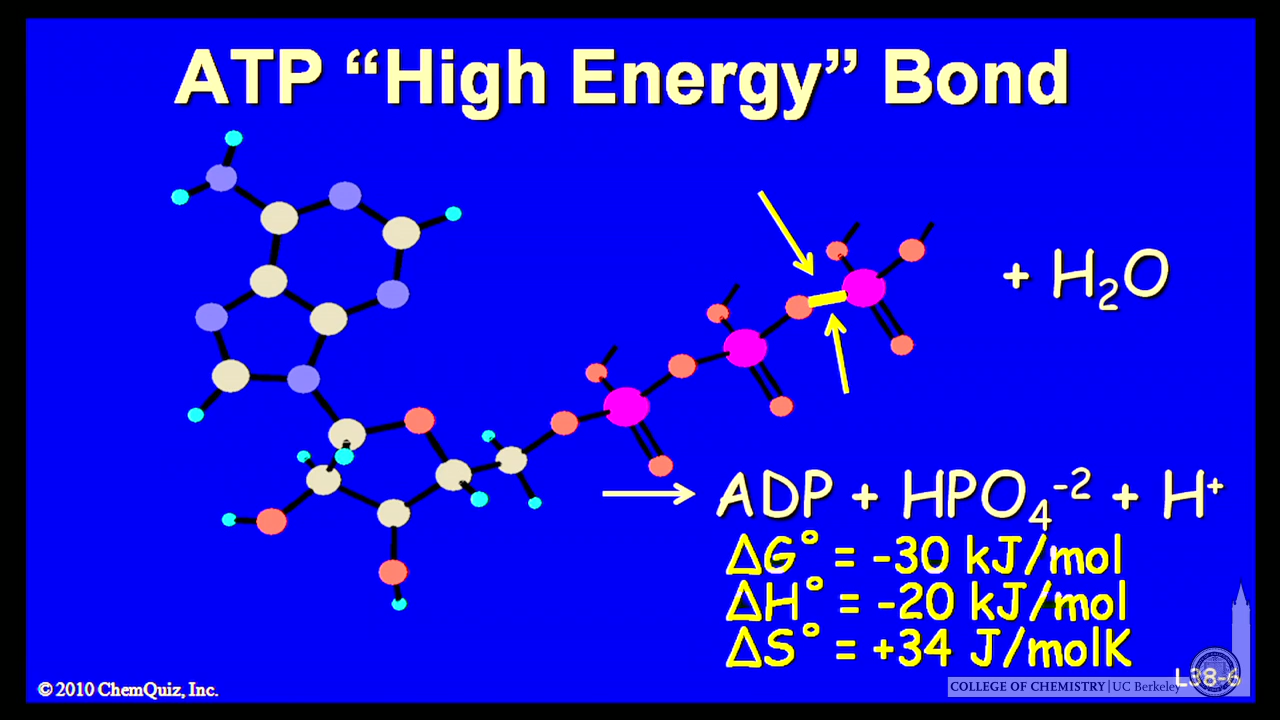 ATP “High Energy” Bond
+ H₂O
ADP + HPO₄⁻² + H⁺
ΔG° = -30 kJ/mol
ΔH° = -20 kJ/mol
ΔS° = +34 J/molK
L38-6
© 2010 ChemQuiz, Inc.
COLLEGE OF CHEMISTRY | UC Berkeley